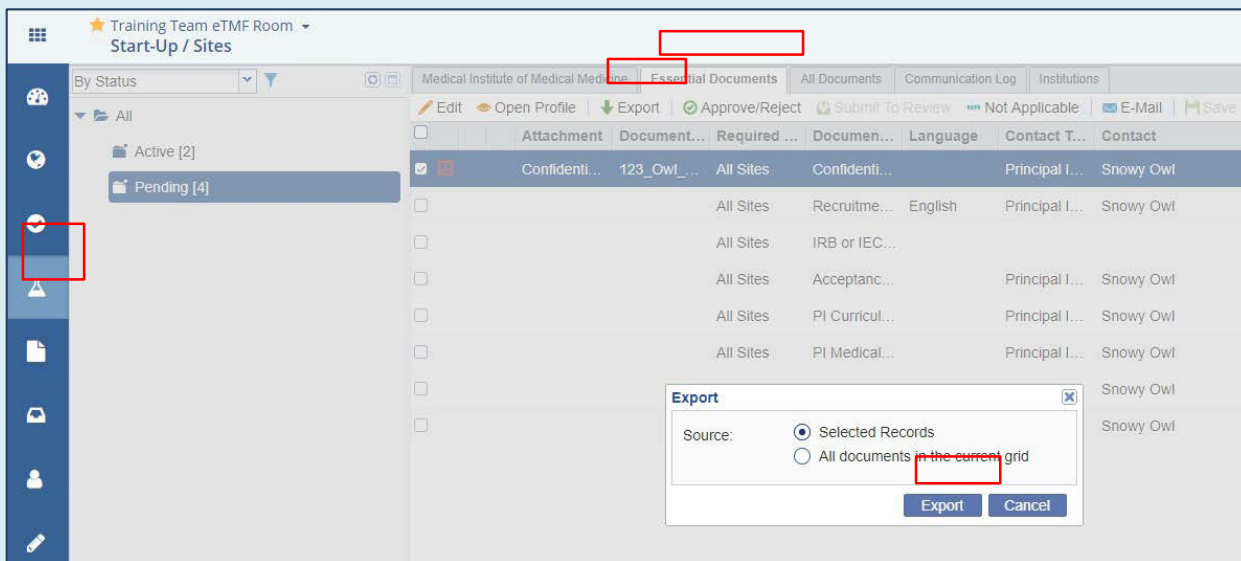 Training Team eTMF Room
Start-Up / Sites
By Status
All
Active [2]
Pending [4]
Medical Institute of Medical Medicine Essential Documents All Documents Communication Log Institutions
Edit Open Profile Export Approve/Reject Submit To Review Not Applicable E-Mail Save
Attachment Document... Required ... Documen... Language Contact T... Contact
Confidenti... 123_Owl_... All Sites Confidenti... Principal I... Snowy Owl
All Sites Recruitme... English Principal I... Snowy Owl
All Sites IRB or IEC...
All Sites Acceptanc... Principal I... Snowy Owl
All Sites PI Curricul... Principal I... Snowy Owl
All Sites PI Medical... Principal I... Snowy Owl
Snowy Owl
Snowy Owl
Export
Source: Selected Records
All documents in the current grid
Export Cancel